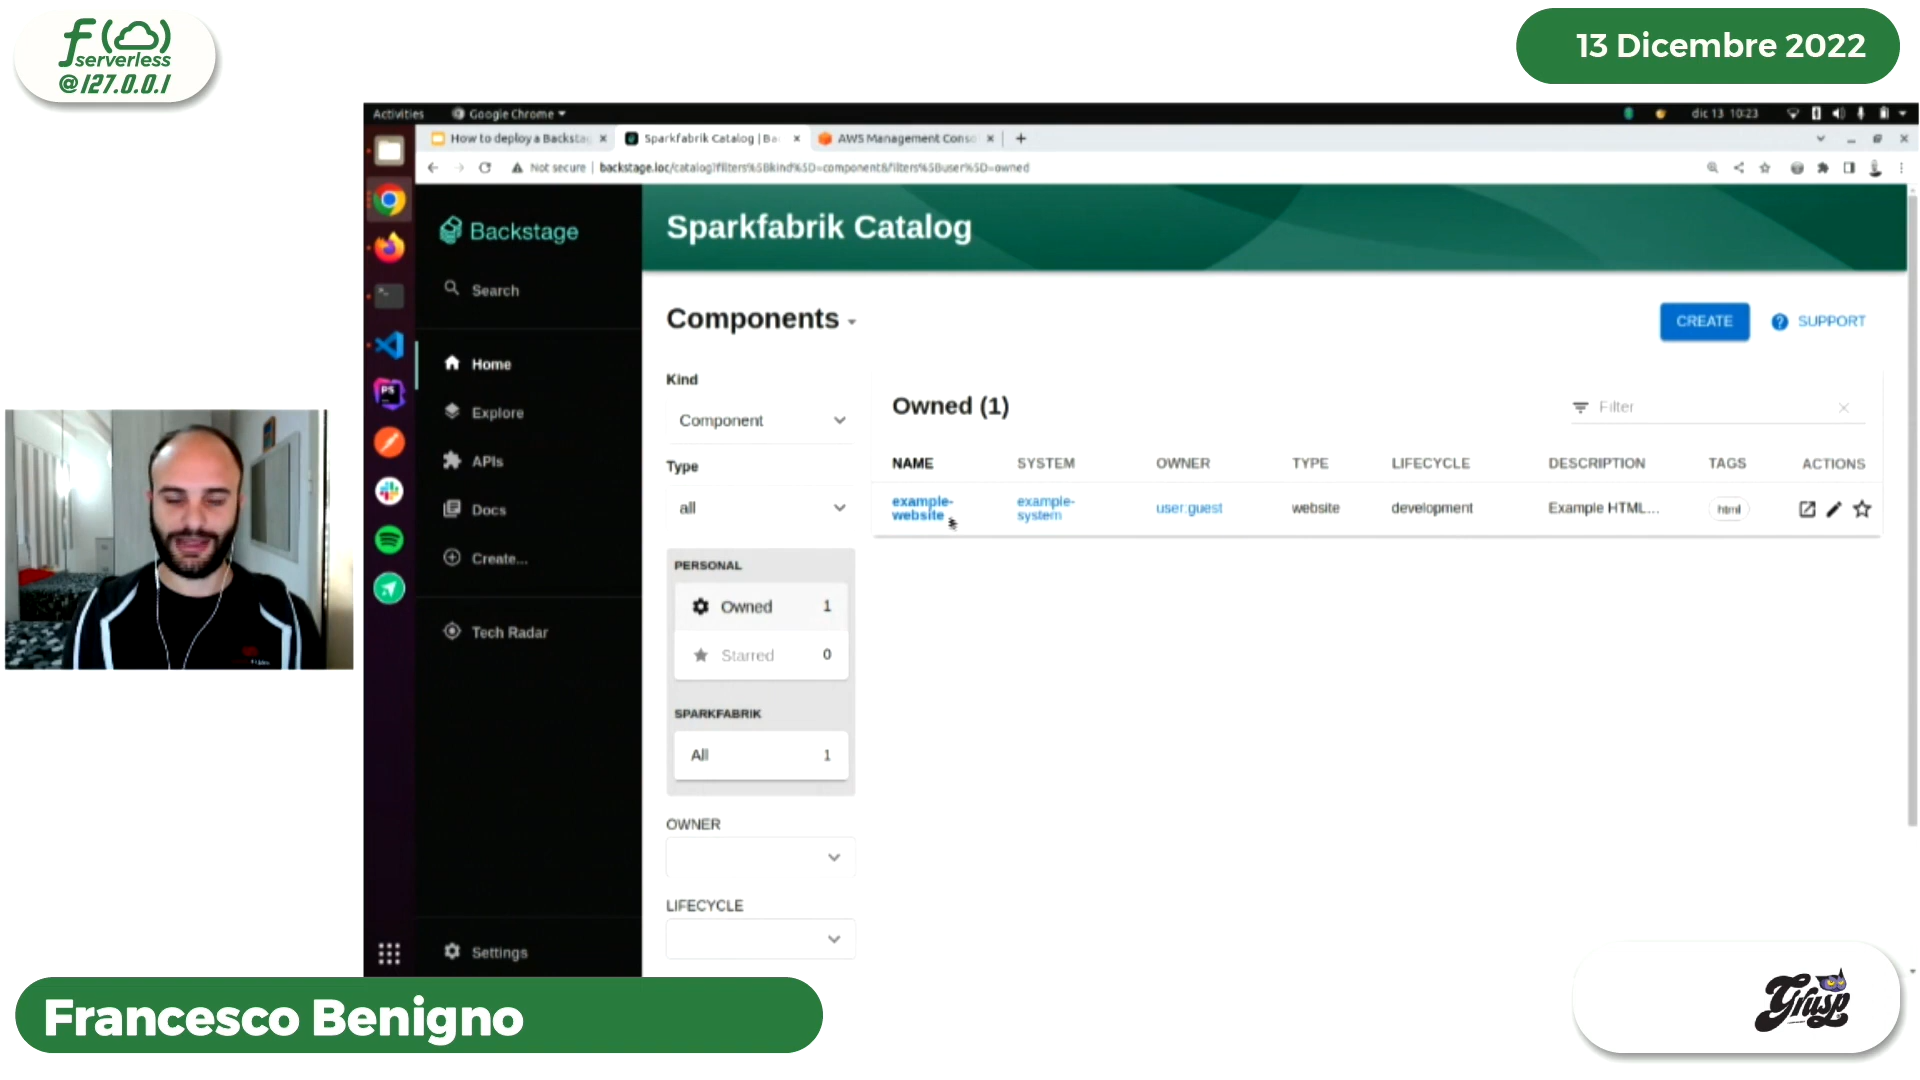 f()
serverless
@127.0.0.1
13 Dicembre 2022
Activities Google Chrome dic 13 10:23
How to deploy a Backsta Sparkfabrik Catalog | Ba AWS Management Conso
Not secure backstage.loc/catalog?filters%5Bkind%5D=component&filters%5Buser%5D=owned
Backstage
Search
Home
Explore
APIs
Docs
Create...
Tech Radar
Settings
Sparkfabrik Catalog
Components
CREATE
SUPPORT
Kind
Component
Type
all
PERSONAL
Owned 1
Starred 0
SPARKFABRIK
All 1
OWNER
LIFECYCLE
Owned (1)
Filter
NAME SYSTEM OWNER TYPE LIFECYCLE DESCRIPTION TAGS ACTIONS
example-website example-system user:guest website development Example HTML... html
Francesco Benigno
Grusp